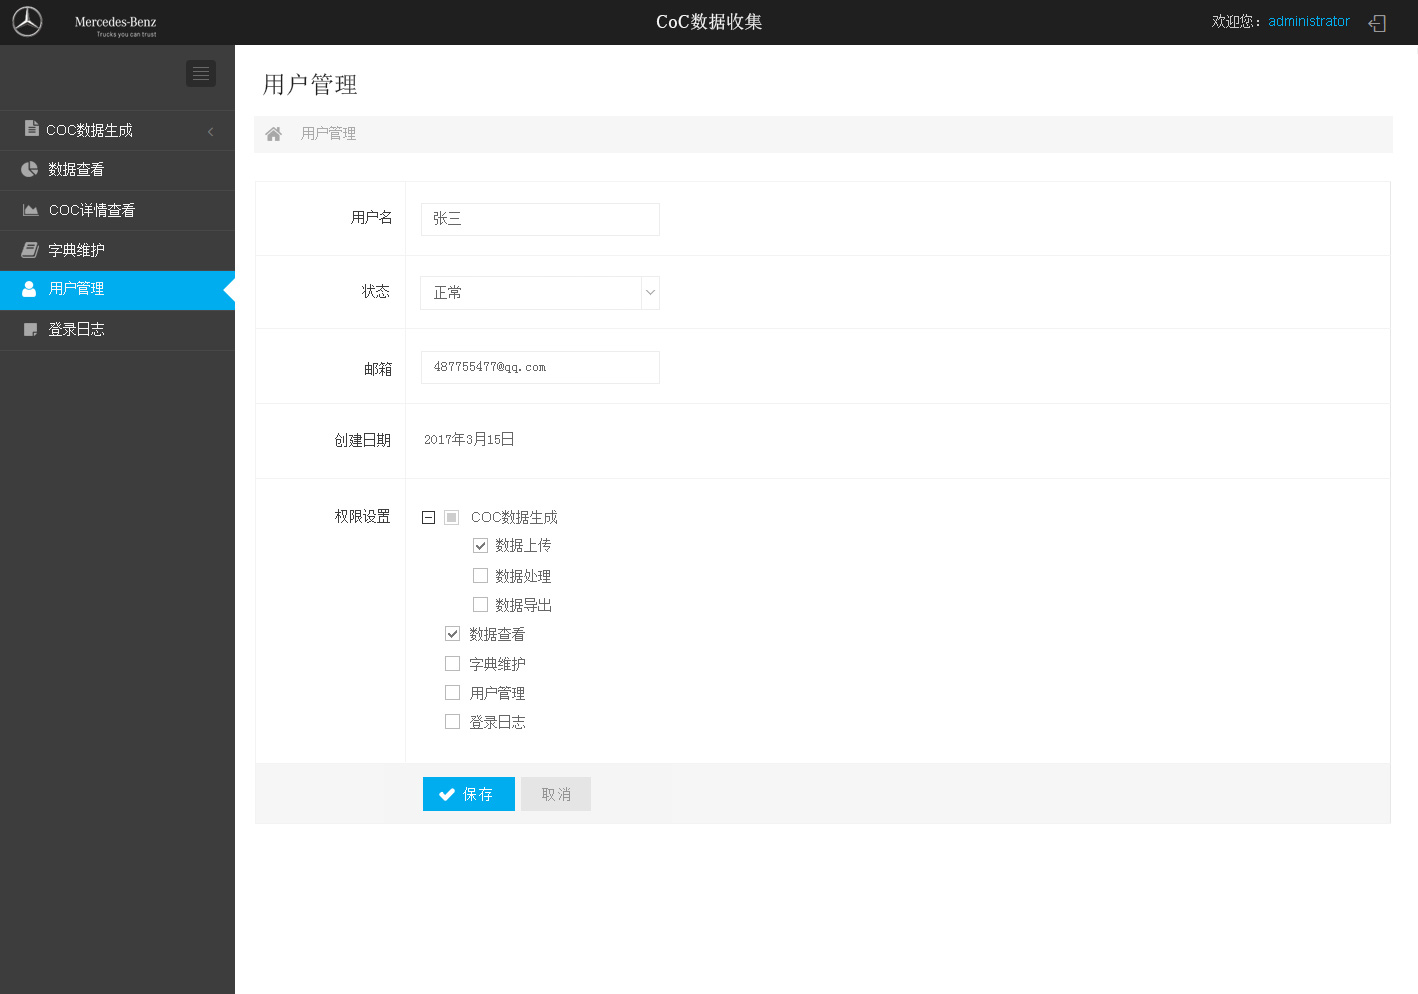 Mercedes-Benz
Trucks you can trust
CoC数据收集
欢迎您：administrator
COC数据生成
数据查看
COC详情查看
字典维护
用户管理
登录日志
用户管理
用户管理
用户名 张三
状态 正常
邮箱 487755477@qq.com
创建日期 2017年3月15日
权限设置 COC数据生成
数据上传
数据处理
数据导出
数据查看
字典维护
用户管理
登录日志
保存 取消